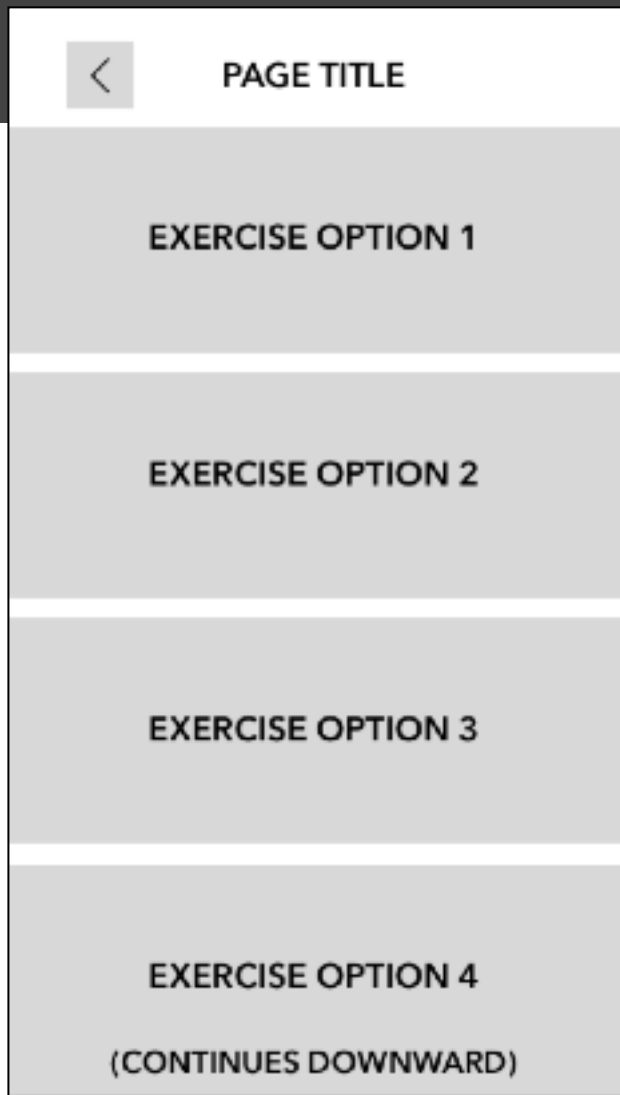 PAGE TITLE
EXERCISE OPTION 1
EXERCISE OPTION 2
EXERCISE OPTION 3
EXERCISE OPTION 4
(CONTINUES DOWNWARD)